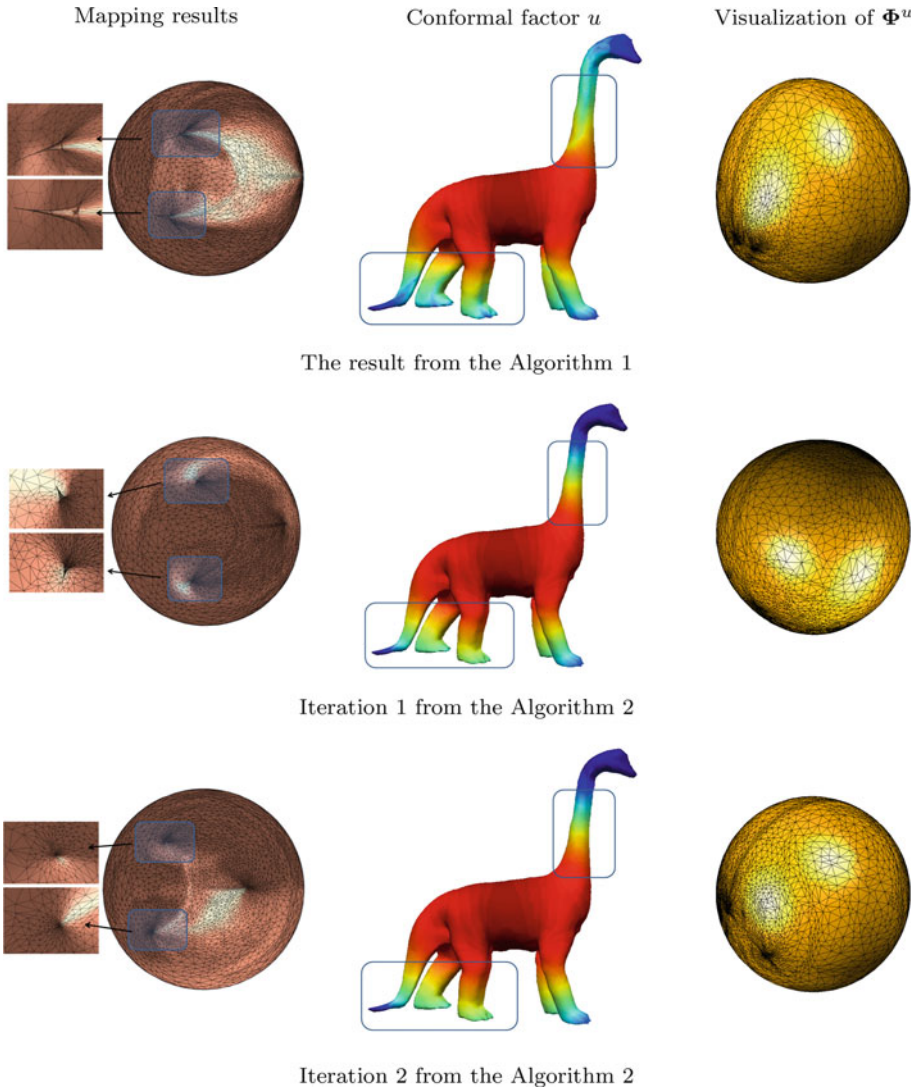 Mapping results
Conformal factor u
Visualization of Φᵘ
The result from the Algorithm 1
Iteration 1 from the Algorithm 2
Iteration 2 from the Algorithm 2